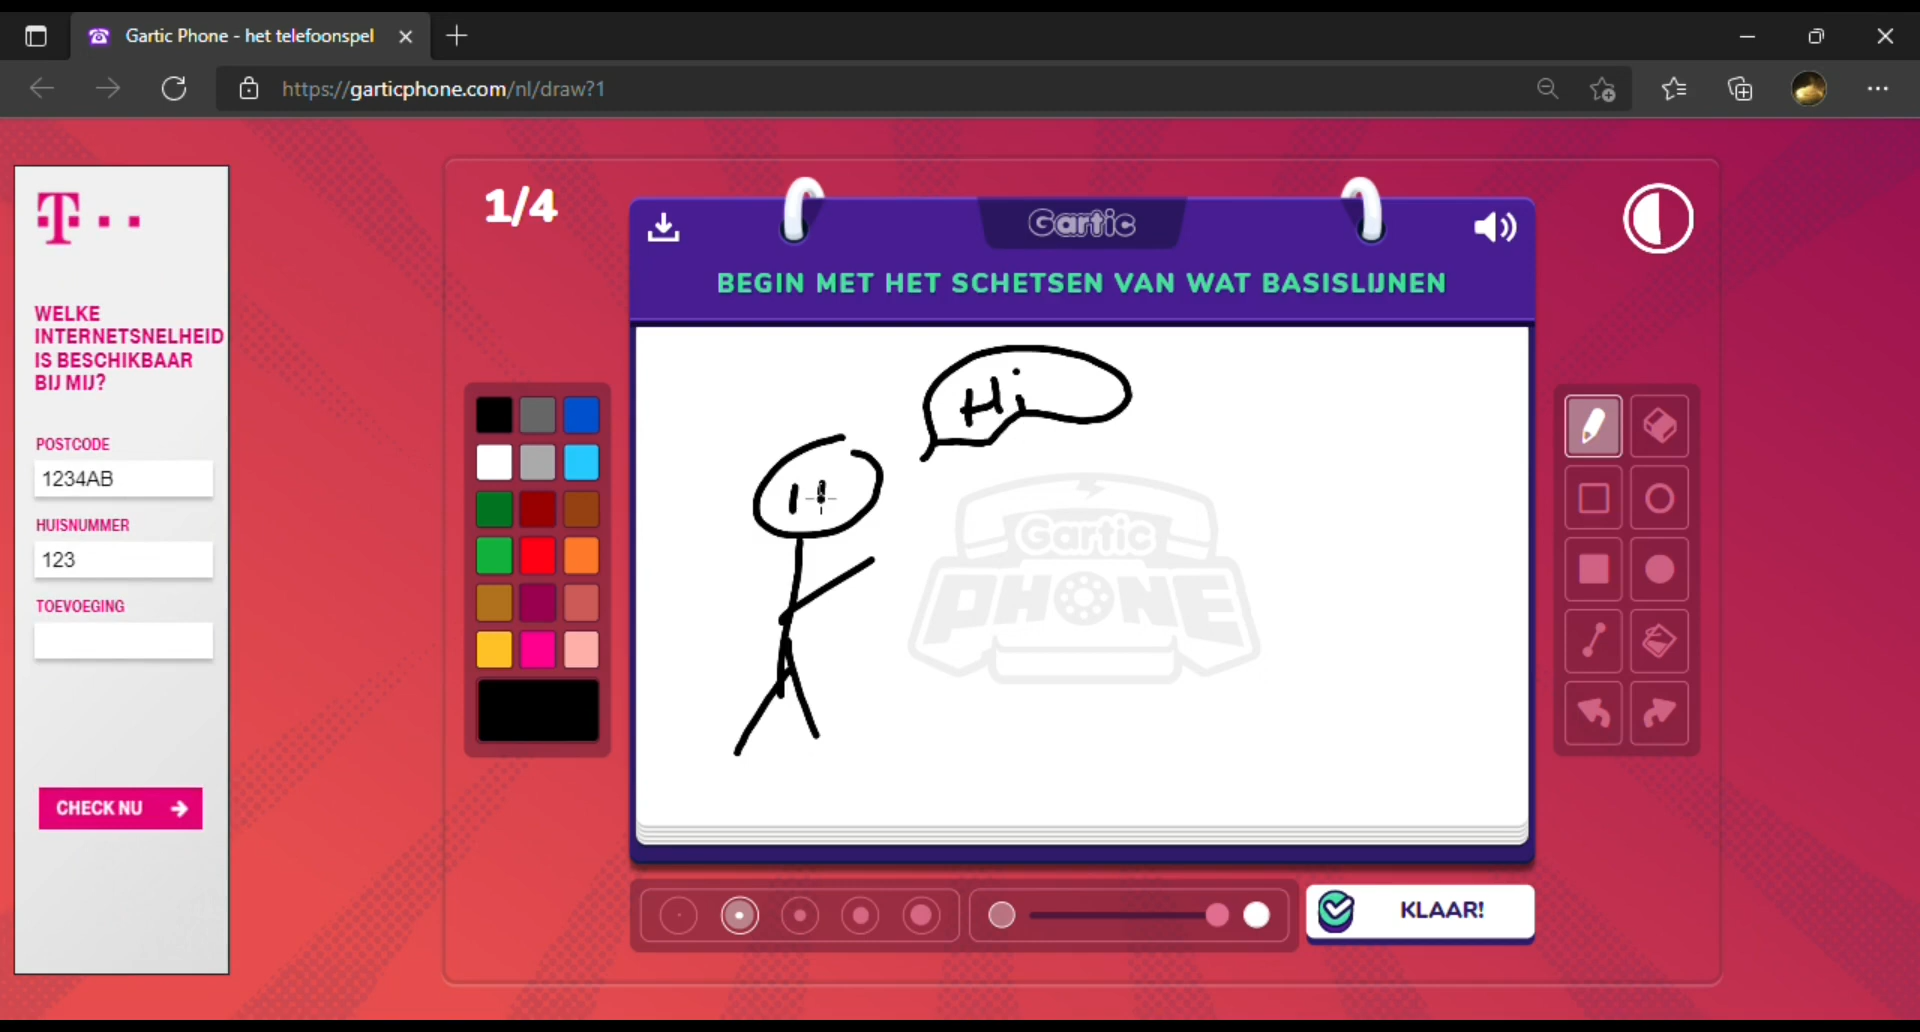 Gartic Phone - het telefoonspel
https://garticphone.com/nl/draw?1
T
WELKE
INTERNETSNELHEID
IS BESCHIKBAAR
BIJ MIJ?
POSTCODE
1234AB
HUISNUMMER
123
TOEVOEGING
CHECK NU
1/4
Gartic
BEGIN MET HET SCHETSEN VAN WAT BASISLIJNEN
Hi
Gartic
PHONE
KLAAR!